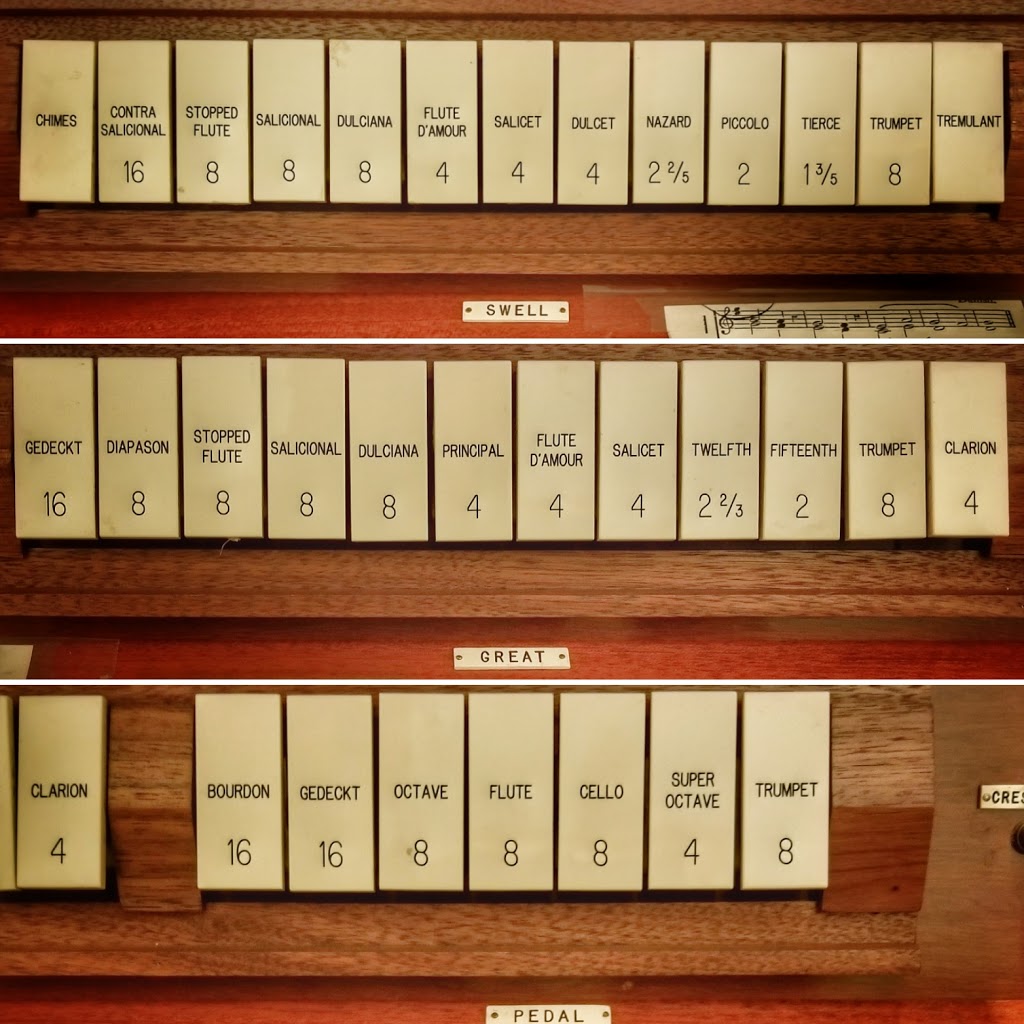 CHIMES
CONTRA
SALICIONAL
16
STOPPED
FLUTE
8
SALICIONAL
8
DULCIANA
8
FLUTE
D'AMOUR
4
SALICET
4
DULCET
4
NAZARD
2 2/5
PICCOLO
2
TIERCE
1 3/5
TRUMPET
8
TREMULANT
SWELL
GEDECKT
16
DIAPASON
8
STOPPED
FLUTE
8
SALICIONAL
8
DULCIANA
8
PRINCIPAL
4
FLUTE
D'AMOUR
4
SALICET
4
TWELFTH
2 2/3
FIFTEENTH
2
TRUMPET
8
CLARION
4
GREAT
CLARION
4
BOURDON
16
GEDECKT
16
OCTAVE
8
FLUTE
8
CELLO
8
SUPER
OCTAVE
4
TRUMPET
8
CRES
PEDAL